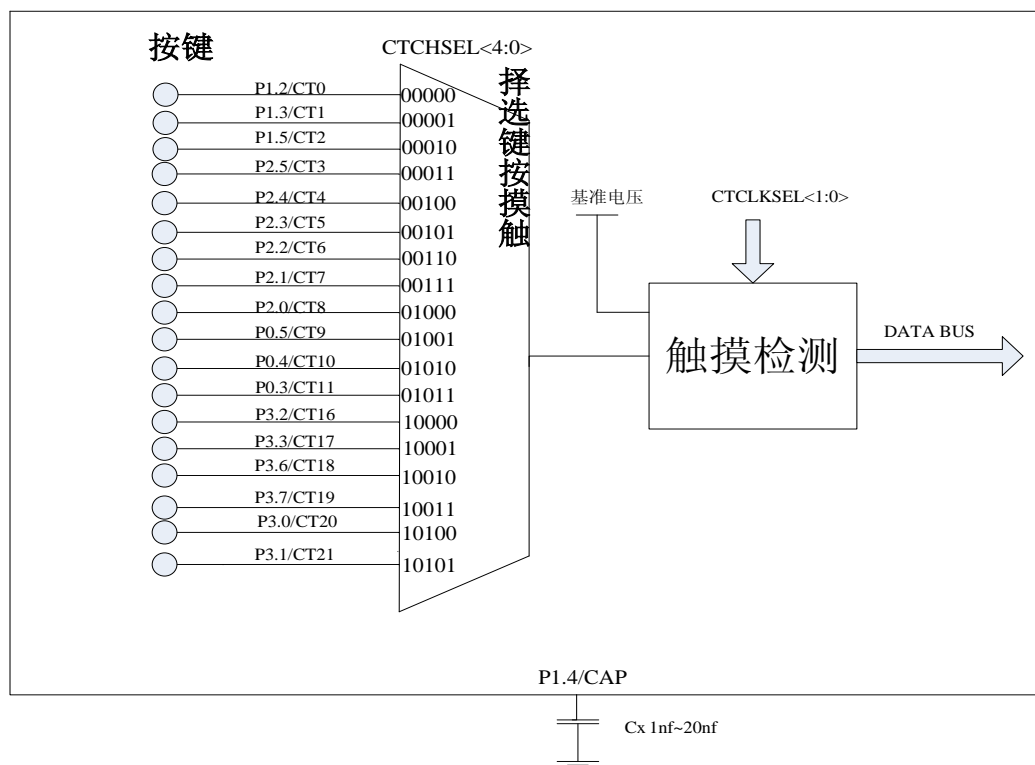 按键
CTCHSEL<4:0>
P1.2/CT0
00000
P1.3/CT1
00001
P1.5/CT2
00010
P2.5/CT3
00011
P2.4/CT4
00100
P2.3/CT5
00101
P2.2/CT6
00110
P2.1/CT7
00111
P2.0/CT8
01000
P0.5/CT9
01001
P0.4/CT10
01010
P0.3/CT11
01011
P3.2/CT16
10000
P3.3/CT17
10001
P3.6/CT18
10010
P3.7/CT19
10011
P3.0/CT20
10100
P3.1/CT21
10101
择
选
键
按
摸
触
基准电压
CTCLKSEL<1:0>
触摸检测
DATA BUS
P1.4/CAP
Cx 1nf~20nf